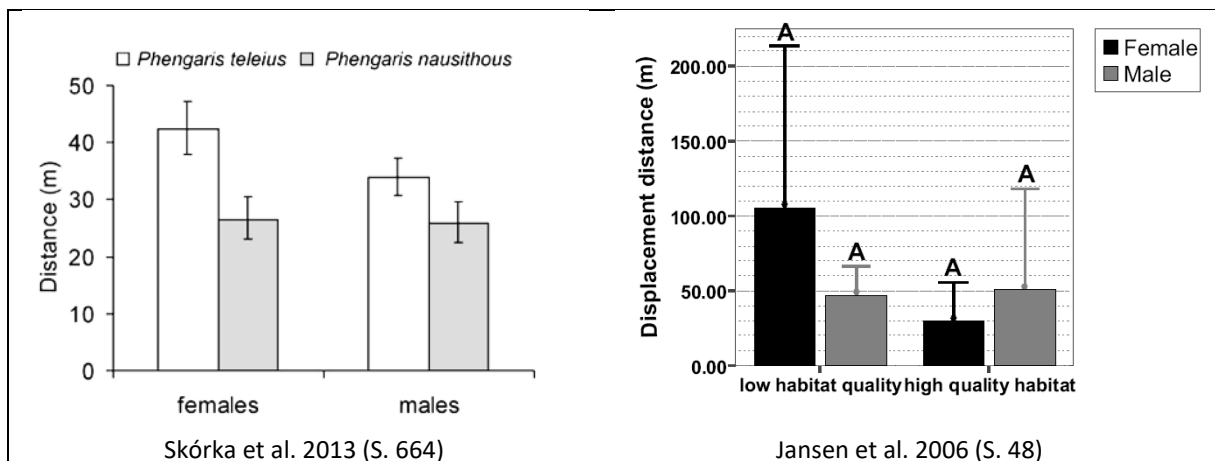 Phengaris teleius
Phengaris nausithous
50
40
30
20
10
0
Distance (m)
females
males
Skórka et al. 2013 (S. 664)
Female
Male
A
A
A
A
200.00
150.00
100.00
50.00
0.00
Displacement distance (m)
low habitat quality
high quality habitat
Jansen et al. 2006 (S. 48)